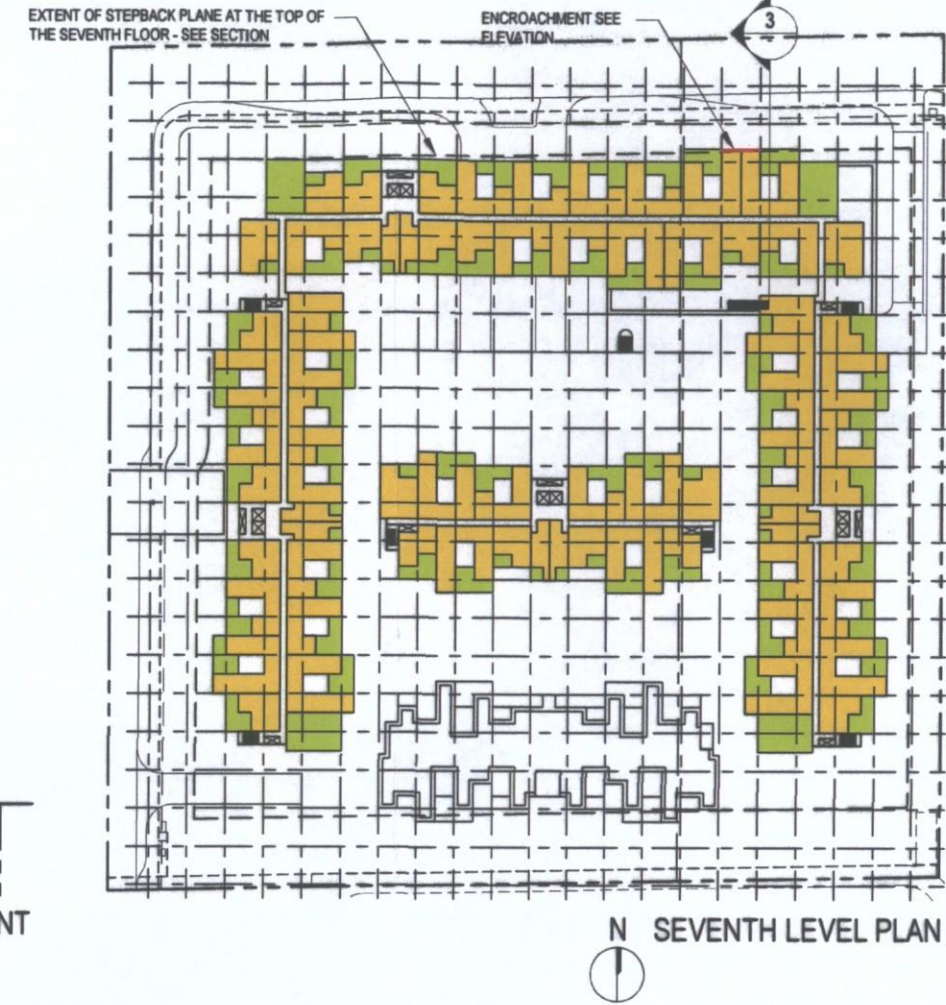 EXTENT OF STEPBACK PLANE AT THE TOP OF
THE SEVENTH FLOOR - SEE SECTION
ENCROACHMENT SEE
ELEVATION
3
NT
N SEVENTH LEVEL PLAN